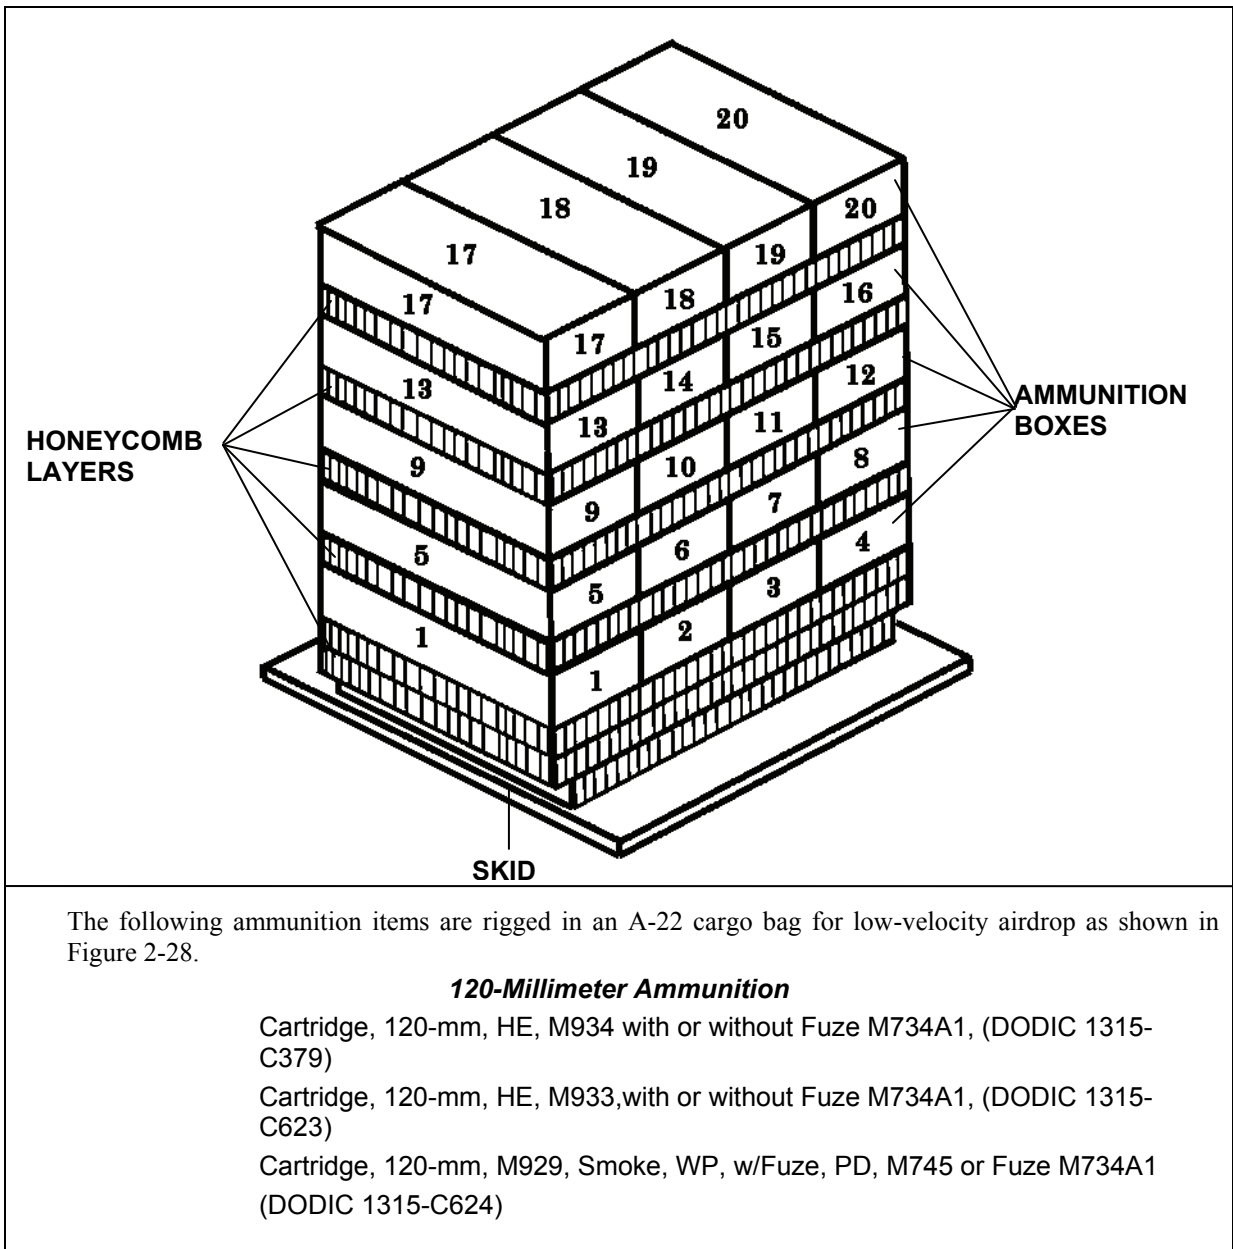 20
19
20
18
19
17
16
17
18
15
17
12
13
14
AMMUNITION
BOXES
13
11
HONEYCOMB
LAYERS
10
8
9
7
9
6
4
5
3
5
2
1
1
SKID
The following ammunition items are rigged in an A-22 cargo bag for low-velocity airdrop as shown in
Figure 2-28.
120-Millimeter Ammunition
Cartridge, 120-mm, HE, M934 with or without Fuze M734A1, (DODIC 1315-
C379)
Cartridge, 120-mm, HE, M933,with or without Fuze M734A1, (DODIC 1315-
C623)
Cartridge, 120-mm, M929, Smoke, WP, w/Fuze, PD, M745 or Fuze M734A1
(DODIC 1315-C624)